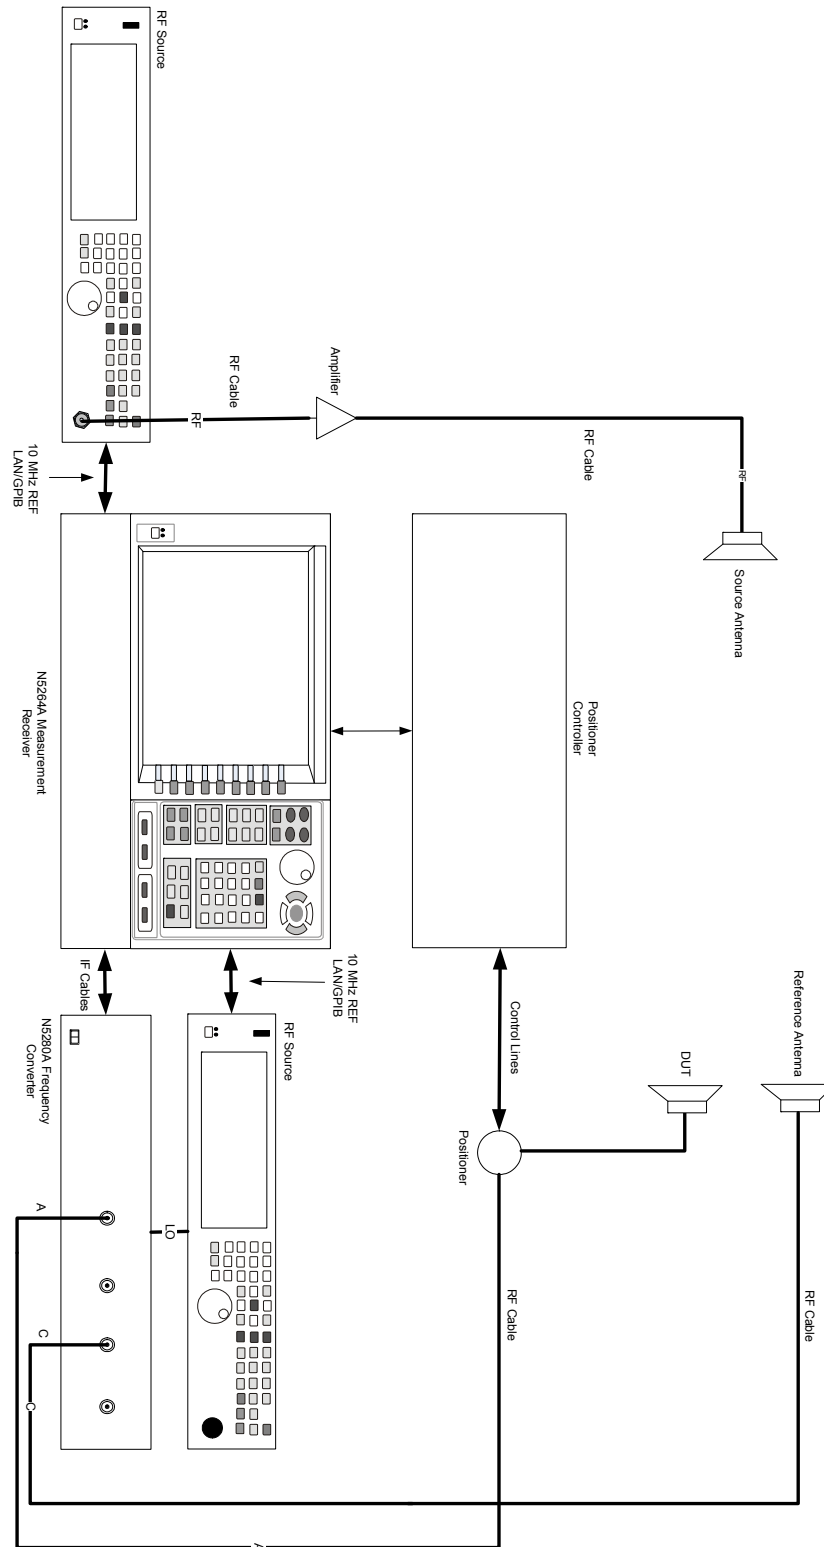 RF Source
RF Cable
Amplifier
RF
RF Cable
RF
Source Antenna
10 MHz REF
LAN/GPIB
N5264A Measurement
Receiver
Positioner
Controller
10 MHz REF
LAN/GPIB
IF Cables
RF Source
N5280A Frequency
Converter
LO
Control Lines
Positioner
DUT
Reference Antenna
RF Cable
RF Cable
A
C
C
A